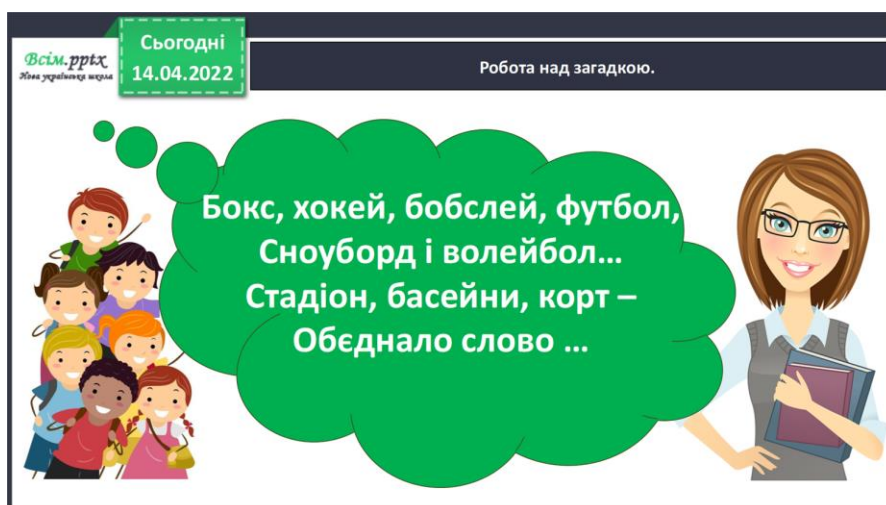 Всім.pptx
Нова українська школа
Сьогодні
14.04.2022
Робота над загадкою.
Бокс, хокей, бобслей, футбол,
Сноуборд і волейбол...
Стадіон, басейни, корт –
Обєднало слово ...